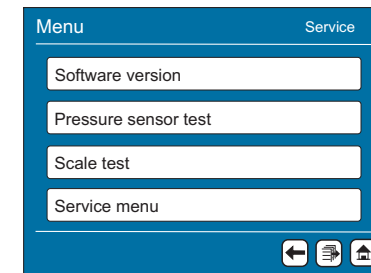 Menu Service
Software version
Pressure sensor test
Scale test
Service menu